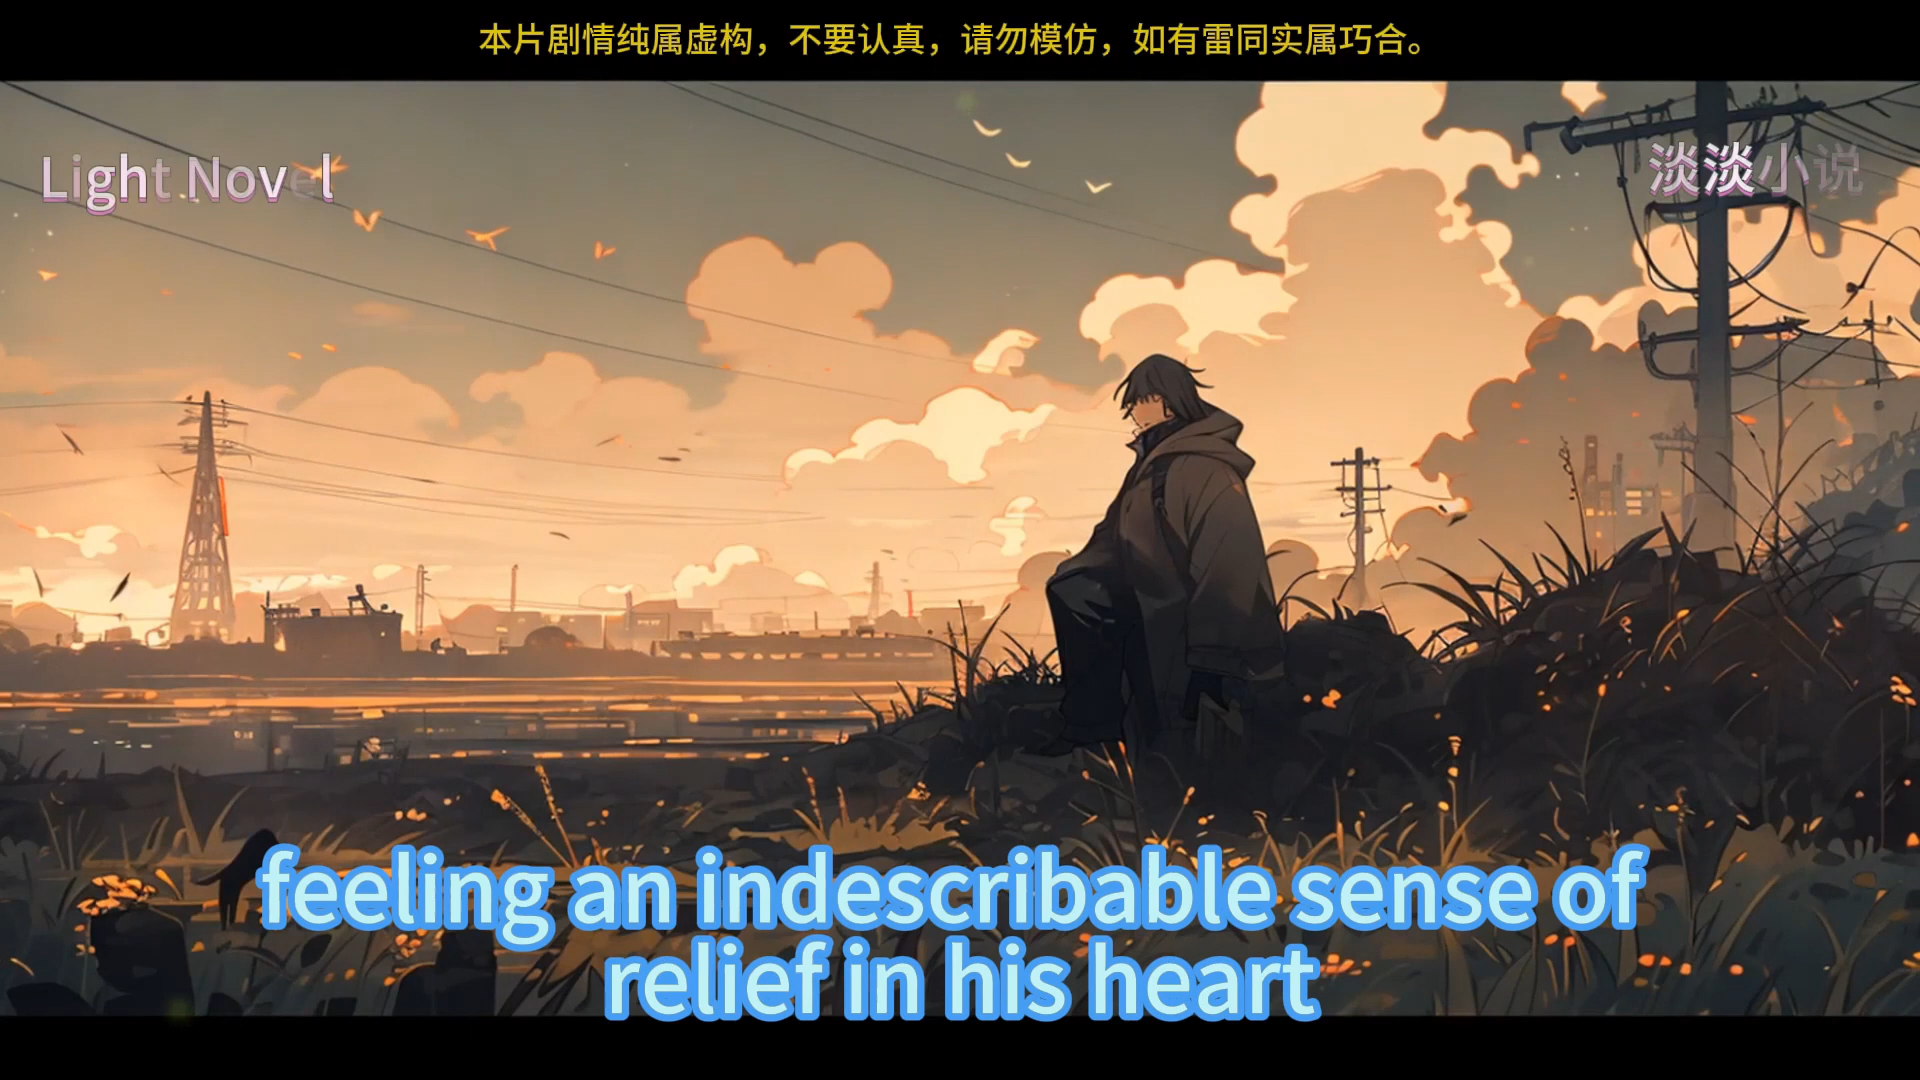 本片剧情纯属虚构，不要认真，请勿模仿，如有雷同实属巧合。
Light Novel
淡淡小说
feeling an indescribable sense of
relief in his heart